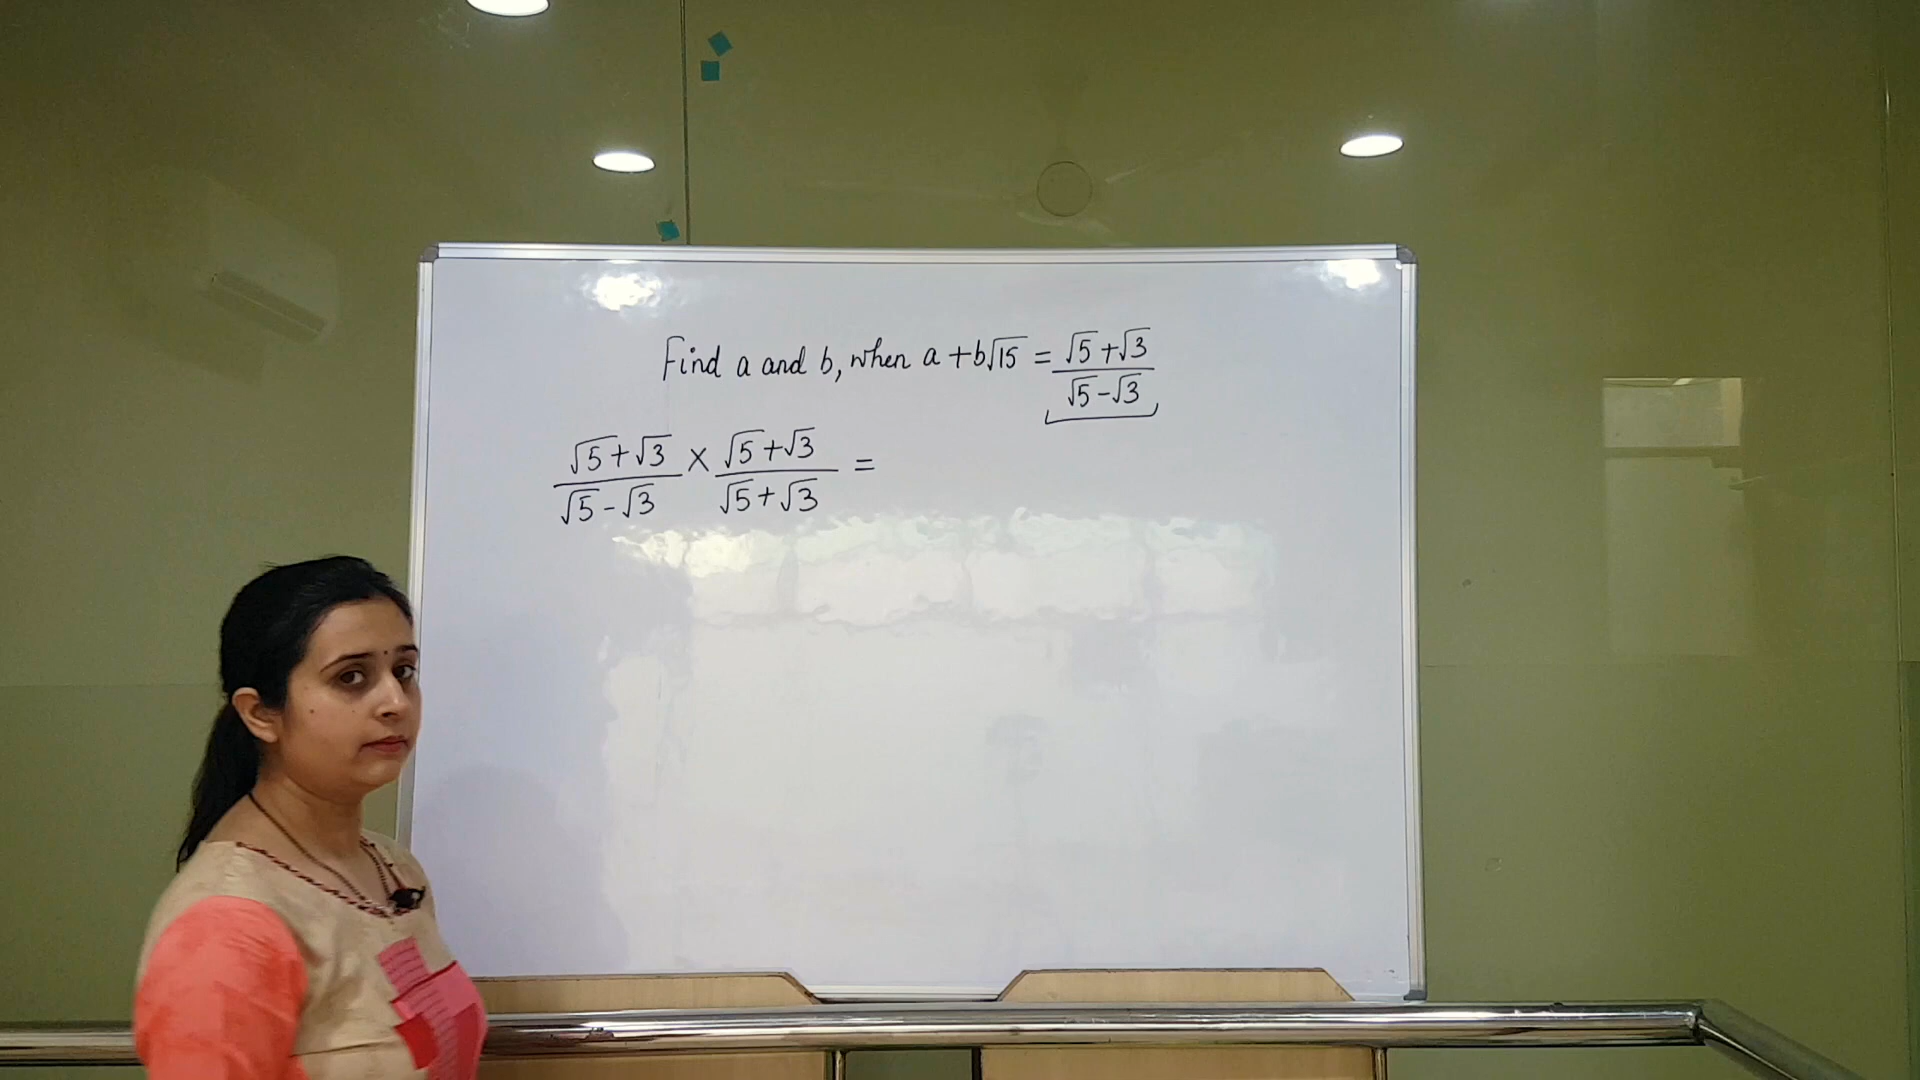 Find a and b, when a + b√15 = (√5 + √3)/(√5 - √3)
(√5 + √3)/(√5 - √3) × (√5 + √3)/(√5 + √3) =